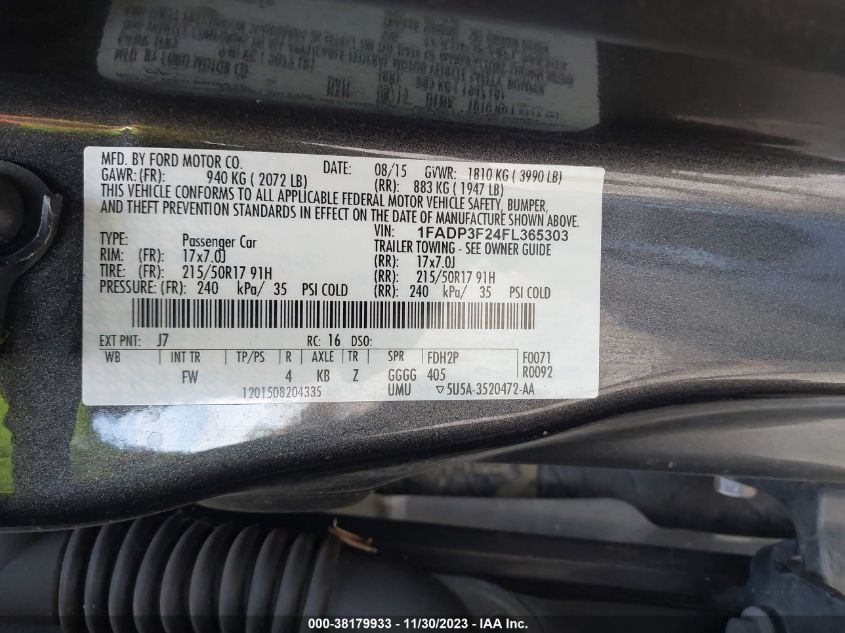 MFD. BY FORD MOTOR CO.
DATE: 08/15 GVWR: 1810 KG ( 3990 LB)
GAWR: (FR): 940 KG ( 2072 LB) (RR): 883 KG ( 1947 LB)
THIS VEHICLE CONFORMS TO ALL APPLICABLE FEDERAL MOTOR VEHICLE SAFETY, BUMPER,
AND THEFT PREVENTION STANDARDS IN EFFECT ON THE DATE OF MANUFACTURE SHOWN ABOVE.
VIN: 1FADP3F24FL365303
TYPE: Passenger Car TRAILER TOWING - SEE OWNER GUIDE
RIM: (FR): 17x7.0J (RR): 17x7.0J
TIRE: (FR): 215/50R17 91H (RR): 215/50R17 91H
PRESSURE: (FR): 240 kPa/ 35 PSI COLD (RR): 240 kPa/ 35 PSI COLD
EXT PNT: J7 RC: 16 DSO:
WB INT TR TP/PS R AXLE TR SPR FDH2P F0071
FW 4 KB Z GGGG 405 R0092
1201508204335 UMU ▽5U5A-3520472-AA
000-38179933 - 11/30/2023 - IAAI.COM